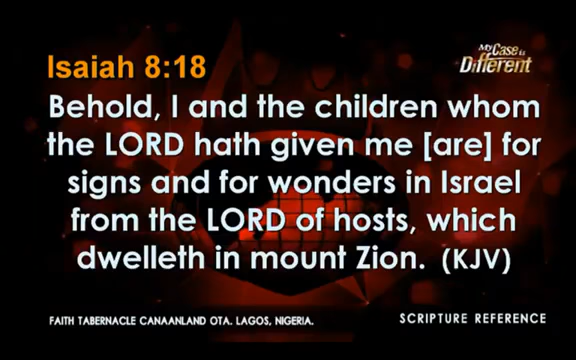 Isaiah 8:18
My Case is
Different
Behold, I and the children whom
the LORD hath given me [are] for
signs and for wonders in Israel
from the LORD of hosts, which
dwelleth in mount Zion. (KJV)
FAITH TABERNACLE CANAANLAND OTA. LAGOS, NIGERIA.
SCRIPTURE REFERENCE